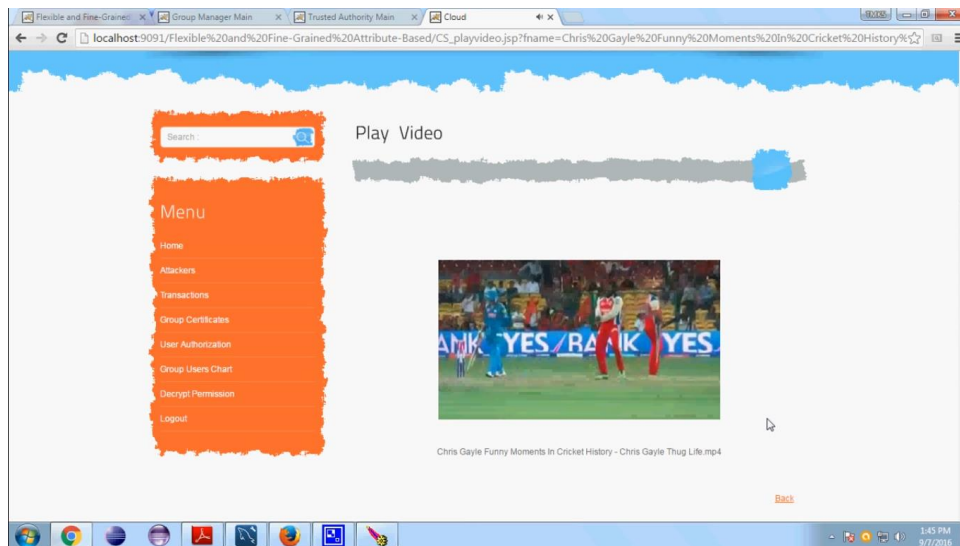 Flexible and Fine-Grained
Group Manager Main
Trusted Authority Main
Cloud
localhost:9091/Flexible%20and%20Fine-Grained%20Attribute-Based/CS_playvideo.jsp?fname=Chris%20Gayle%20Funny%20Moments%20In%20Cricket%20History%
Search :
Play Video
Menu
Home
Attackers
Transactions
Group Certificates
User Authorization
Group Users Chart
Decrypt Permission
Logout
YES BANK YES
Chris Gayle Funny Moments In Cricket History - Chris Gayle Thug Life.mp4
Back
1:45 PM
9/7/2016